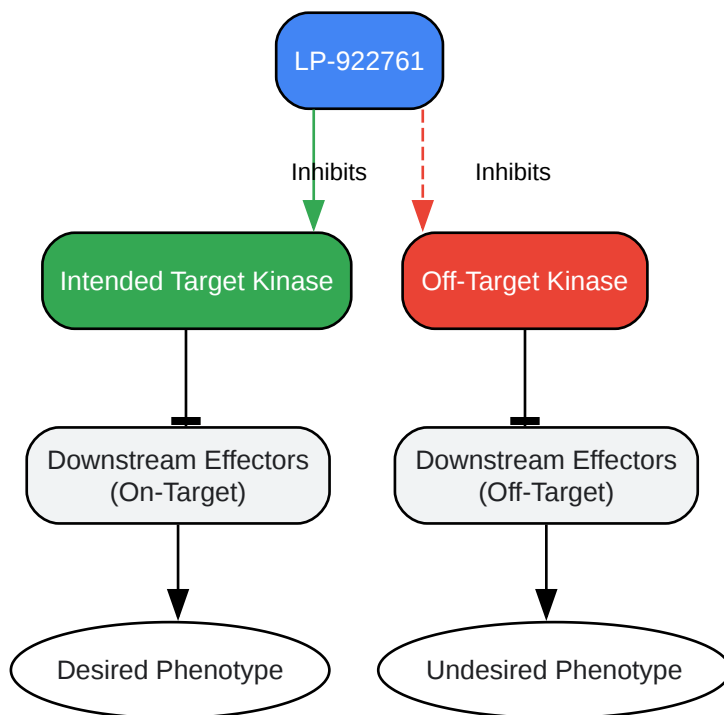 LP-922761
Inhibits
Inhibits
Intended Target Kinase
Off-Target Kinase
Downstream Effectors
(On-Target)
Downstream Effectors
(Off-Target)
Desired Phenotype
Undesired Phenotype